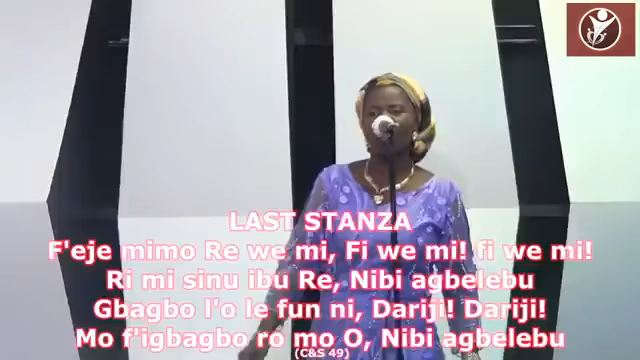 LAST STANZA
F'eje mimo Re we mi, Fi we mi! fi we mi!
Ri mi sinu ibu Re, Nibi agbelebu
Gbagbo l'o le fun ni, Dariji! Dariji!
Mo f'igbagbo ro mo O, Nibi agbelebu
(C&S 49)